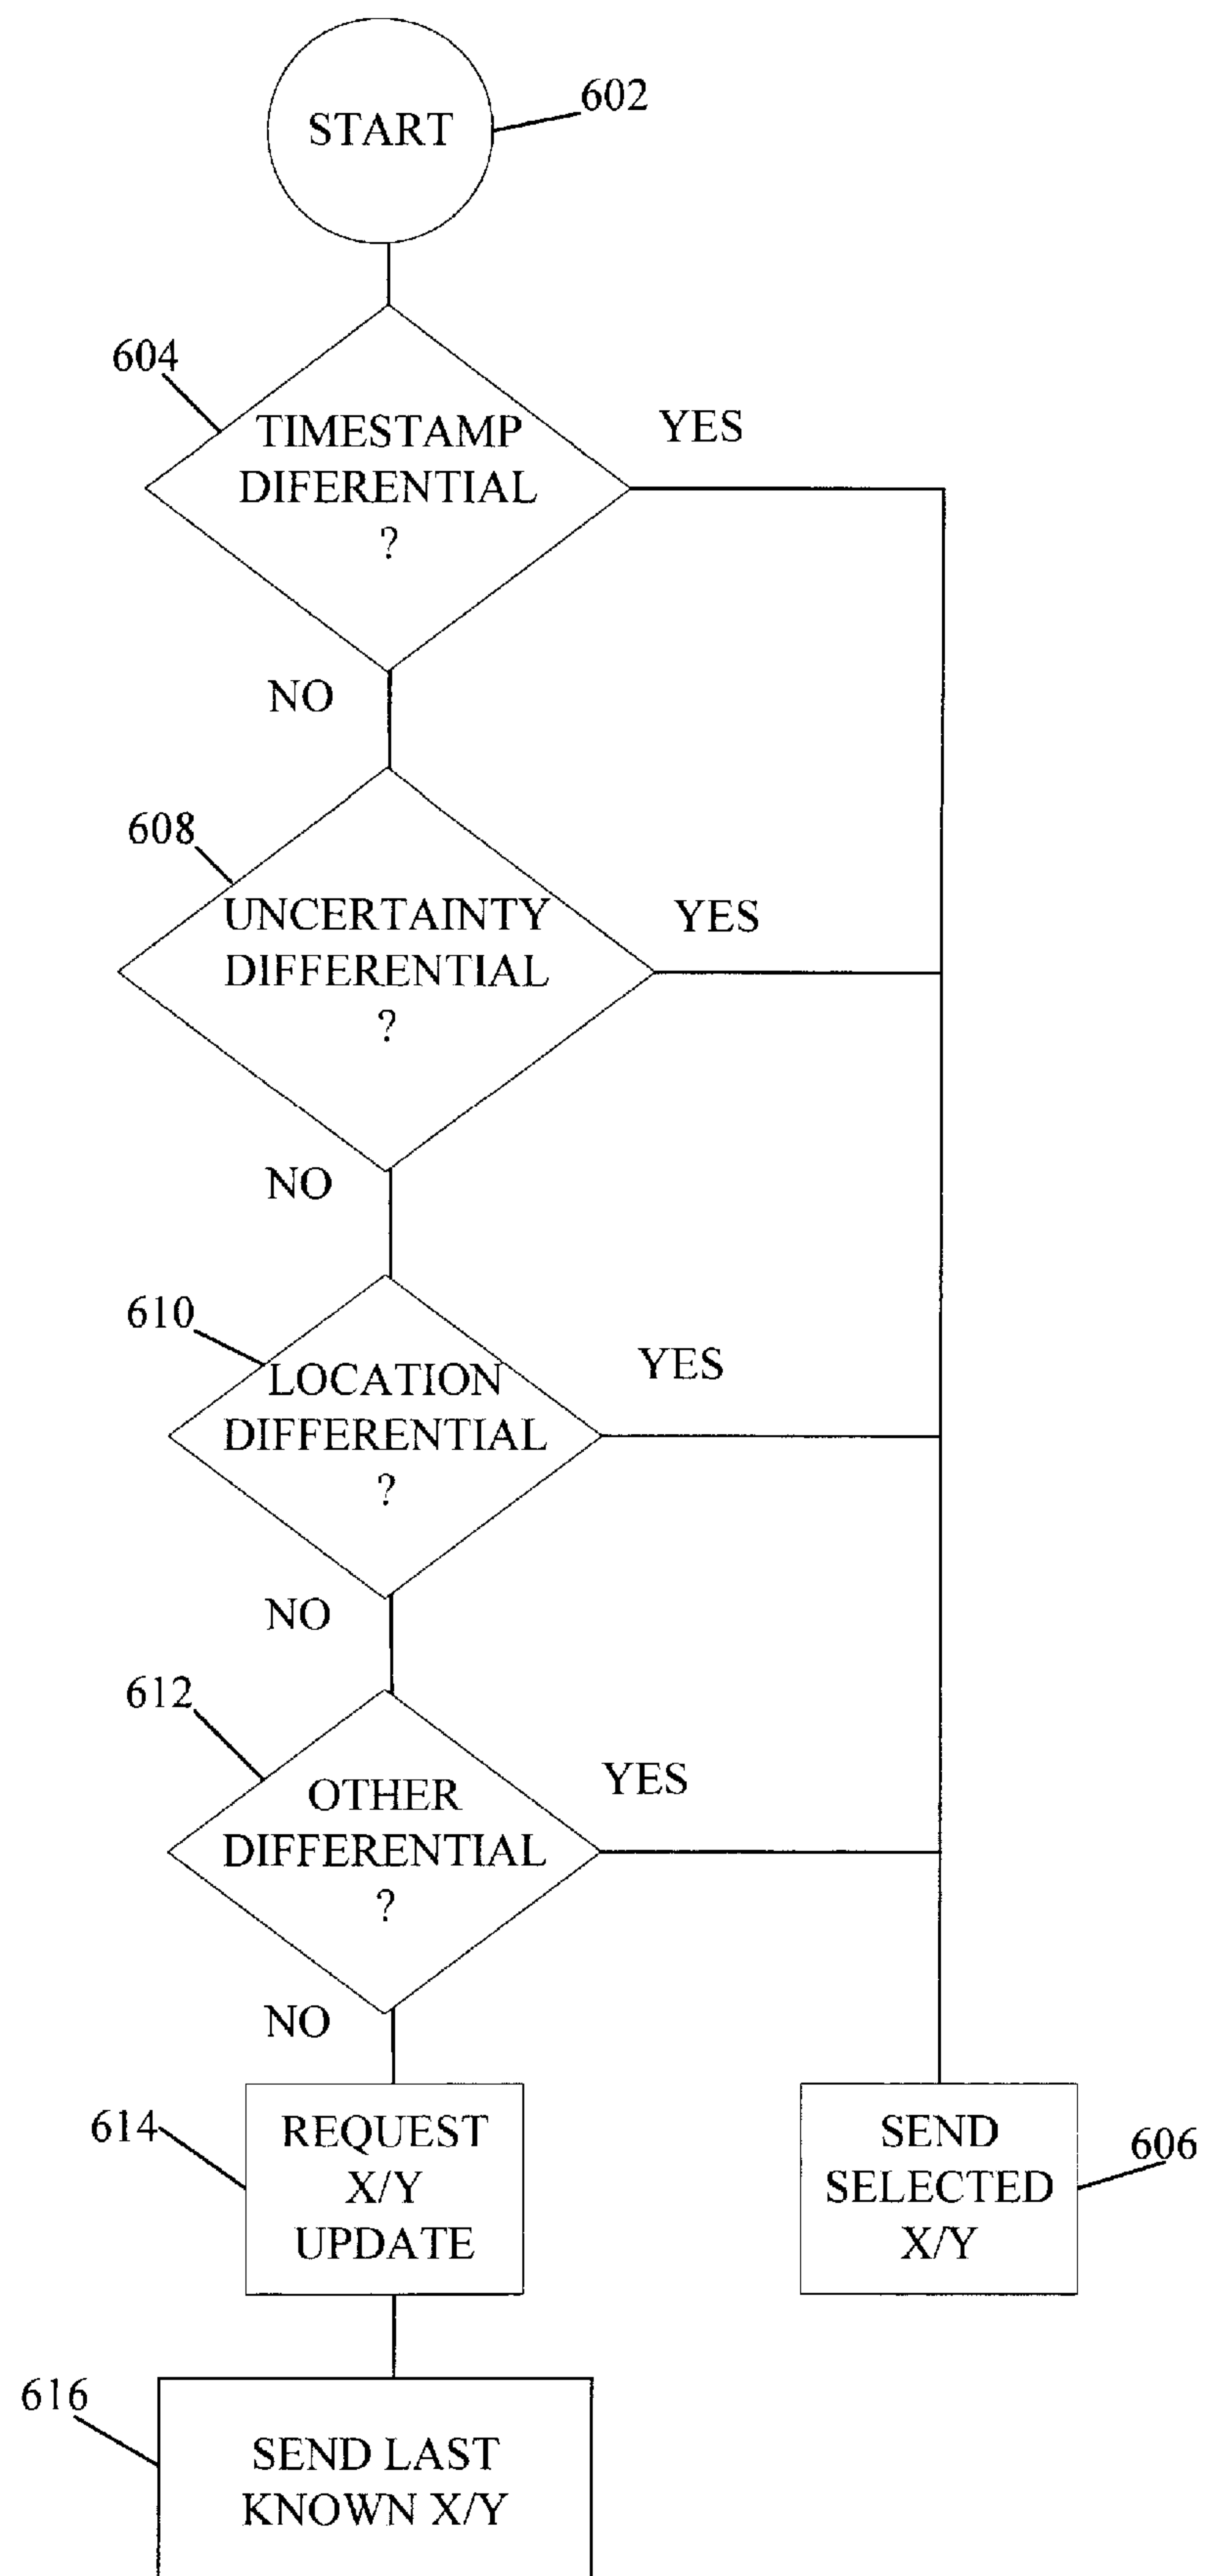 START
602
604
TIMESTAMP
DIFERENTIAL
?
YES
NO
608
UNCERTAINTY
DIFFERENTIAL
?
YES
NO
610
LOCATION
DIFFERENTIAL
?
YES
NO
612
OTHER
DIFFERENTIAL
?
YES
NO
614
REQUEST
X/Y
UPDATE
SEND
SELECTED
X/Y
606
616
SEND LAST
KNOWN X/Y